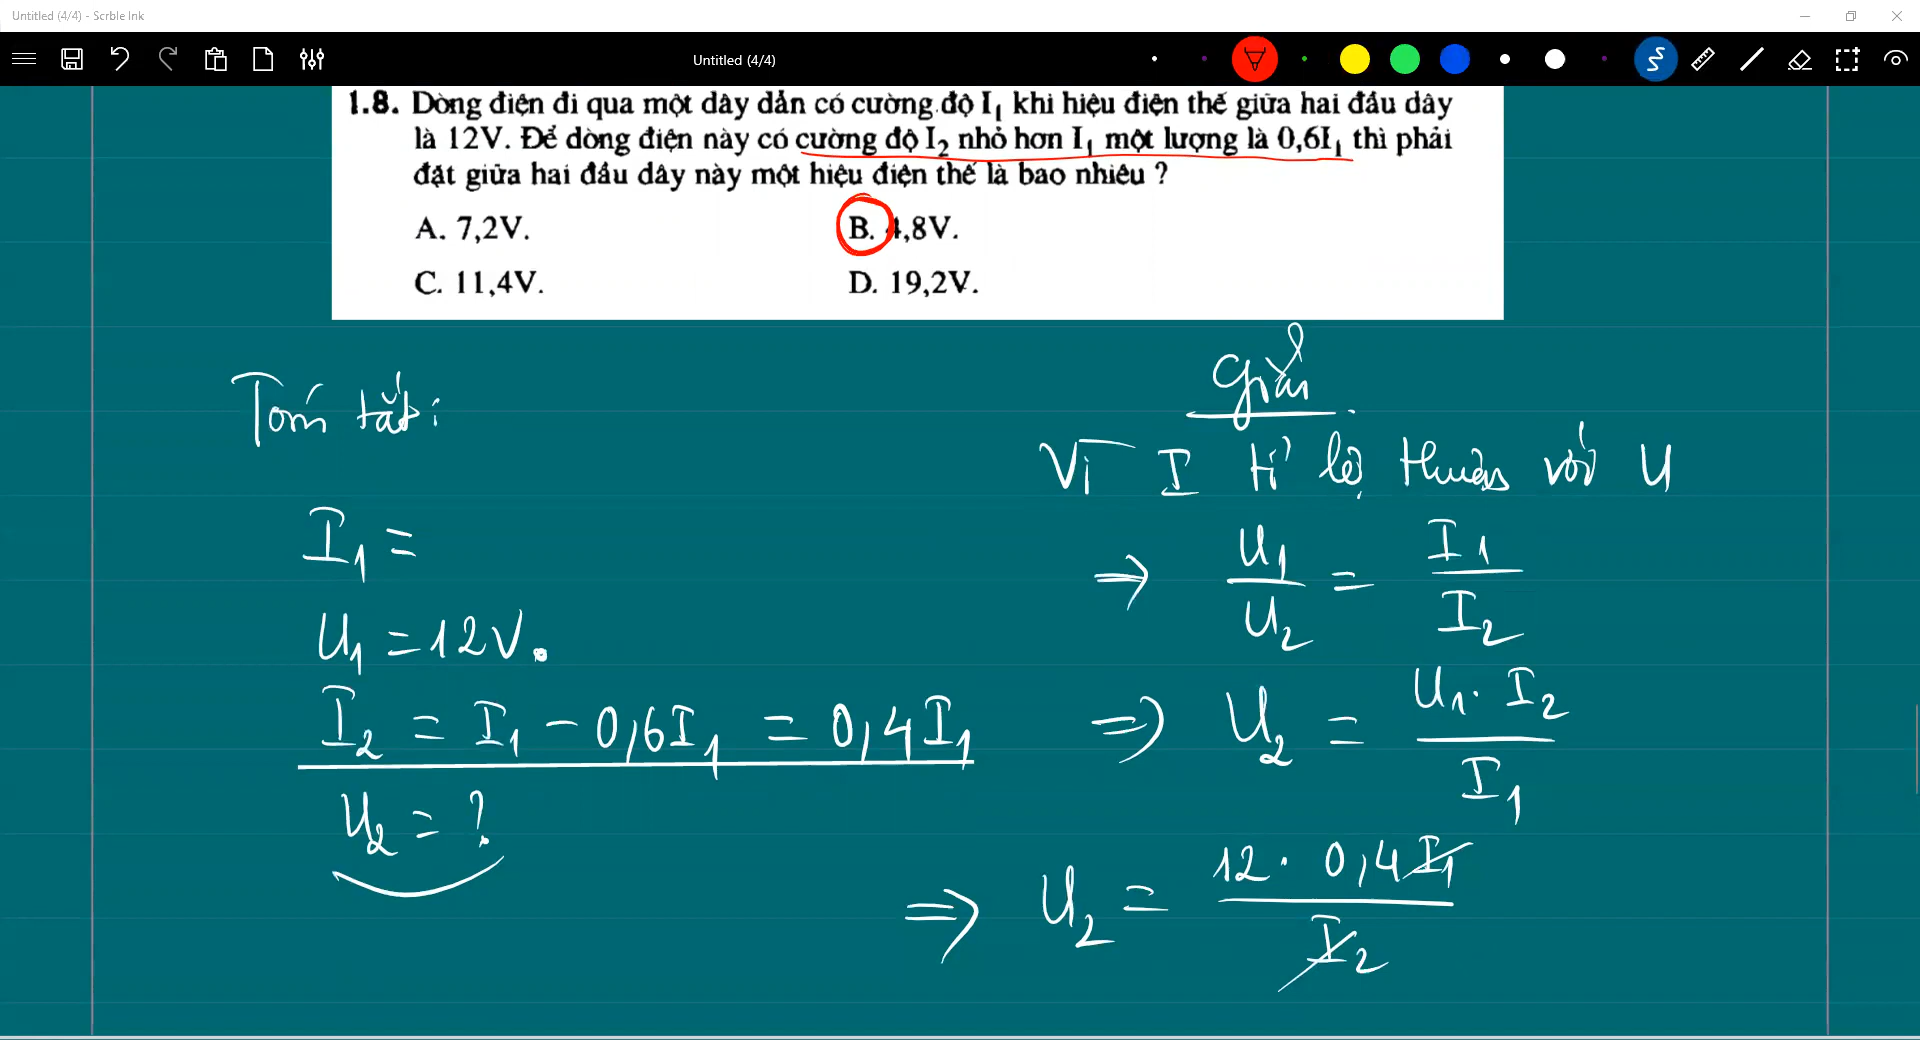 Untitled (4/4) - Scrble Ink
Untitled (4/4)
1.8. Dòng điện đi qua một dây dẫn có cường độ I₁ khi hiệu điện thế giữa hai đầu dây
là 12V. Để dòng điện này có cường độ I₂ nhỏ hơn I₁ một lượng là 0,6I₁ thì phải
đặt giữa hai đầu dây này một hiệu điện thế là bao nhiêu ?
A. 7,2V. B. 4,8V.
C. 11,4V. D. 19,2V.
Tóm tắt:
I₁ =
U₁ = 12V.
I₂ = I₁ - 0,6I₁ = 0,4I₁
U₂ = ?
Giải
Vì I tỉ lệ thuận với U
⇒ U₁/U₂ = I₁/I₂
⇒ U₂ = U₁ . I₂ / I₁
⇒ U₂ = 12 . 0,4I₁ / I₂